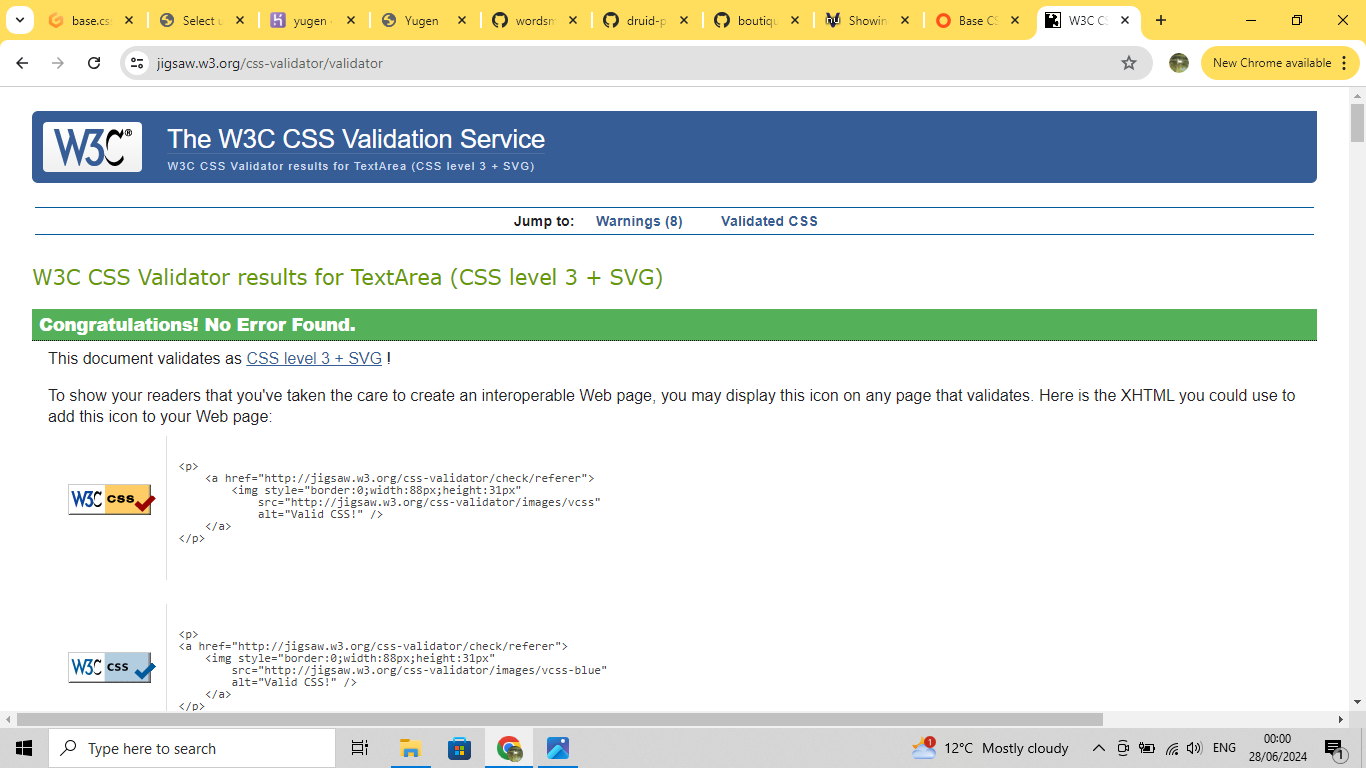 base.cs
Select u
yugen
Yugen
wordsm
druid-p
boutiqu
Showin
Base CS
W3C CS
jigsaw.w3.org/css-validator/validator
New Chrome available
W3C®
The W3C CSS Validation Service
W3C CSS Validator results for TextArea (CSS level 3 + SVG)
Jump to: Warnings (8) Validated CSS
W3C CSS Validator results for TextArea (CSS level 3 + SVG)
Congratulations! No Error Found.
This document validates as CSS level 3 + SVG !
To show your readers that you've taken the care to create an interoperable Web page, you may display this icon on any page that validates. Here is the XHTML you could use to
add this icon to your Web page:
W3C css
<p>
<a href="http://jigsaw.w3.org/css-validator/check/referer">
<img style="border:0;width:88px;height:31px"
src="http://jigsaw.w3.org/css-validator/images/vcss"
alt="Valid CSS!" />
</a>
</p>
W3C css
<p>
<a href="http://jigsaw.w3.org/css-validator/check/referer">
<img style="border:0;width:88px;height:31px"
src="http://jigsaw.w3.org/css-validator/images/vcss-blue"
alt="Valid CSS!" />
</a>
</p>
Type here to search
1
12°C Mostly cloudy
ENG
00:00
28/06/2024
1